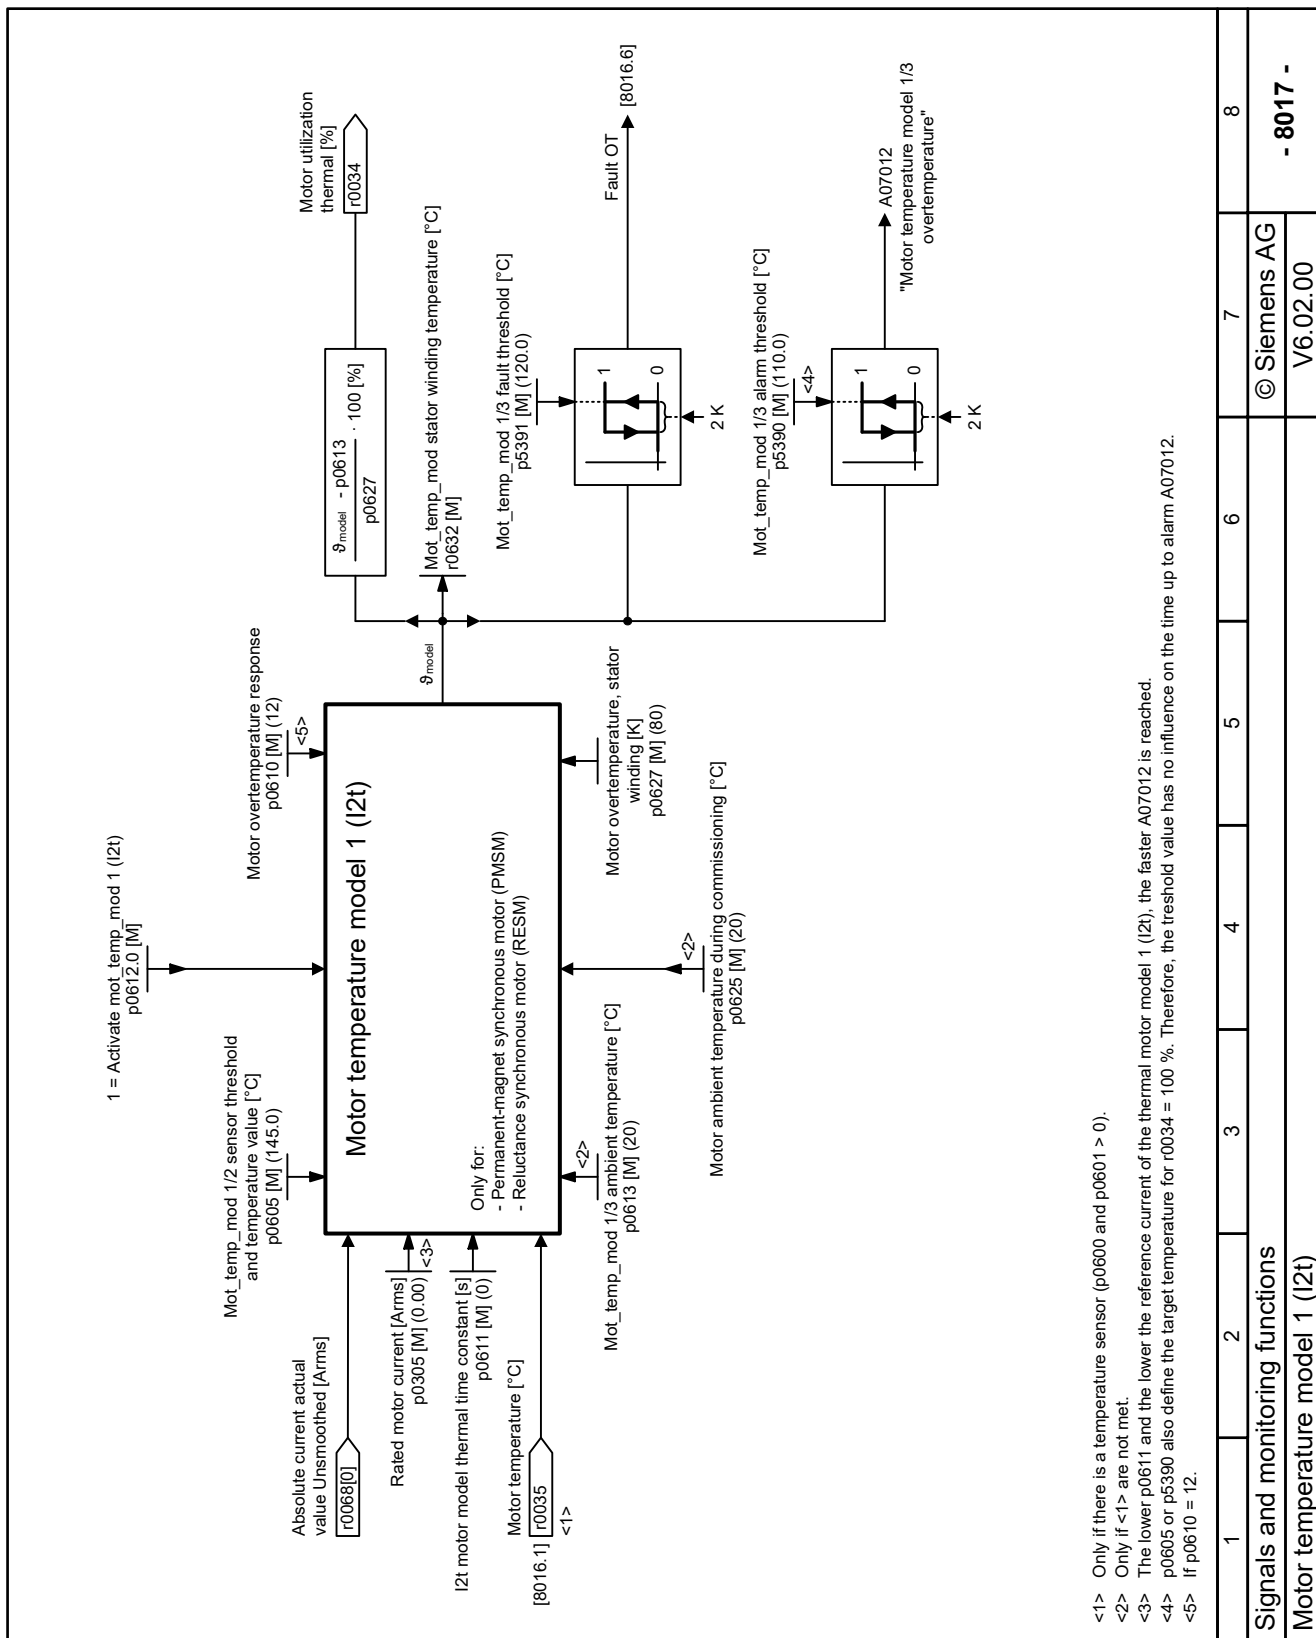 1 = Activate mot_temp_mod 1 (I2t)
p0612.0 [M]
Mot_temp_mod 1/2 sensor threshold
and temperature value [°C]
p0605 [M] (145.0)
Motor overtemperature response
p0610 [M] (12)
<5>
Absolute current actual
value Unsmoothed [Arms]
r0068[0]
Rated motor current [Arms]
p0305 [M] (0.00)
<3>
I2t motor model thermal time constant [s]
p0611 [M] (0)
Motor temperature [°C]
[8016.1]
r0035
<1>
Motor temperature model 1 (I2t)
Only for:
- Permanent-magnet synchronous motor (PMSM)
- Reluctance synchronous motor (RESM)
<2>
Mot_temp_mod 1/3 ambient temperature [°C]
p0613 [M] (20)
<2>
Motor ambient temperature during commissioning [°C]
p0625 [M] (20)
Motor overtemperature, stator
winding [K]
p0627 [M] (80)
ϑmodel
ϑmodel - p0613
p0627
· 100 [%]
Motor utilization
thermal [%]
r0034
Mot_temp_mod stator winding temperature [°C]
r0632 [M]
Mot_temp_mod 1/3 fault threshold [°C]
p5391 [M] (120.0)
1
0
2 K
Fault OT
[8016.6]
Mot_temp_mod 1/3 alarm threshold [°C]
p5390 [M] (110.0)
<4>
1
0
2 K
A07012
"Motor temperature model 1/3
overtemperature"
<1> Only if there is a temperature sensor (p0600 and p0601 > 0).
<2> Only if <1> are not met.
<3> The lower p0611 and the lower the reference current of the thermal motor model 1 (I2t), the faster A07012 is reached.
<4> p0605 or p5390 also define the target temperature for r0034 = 100 %. Therefore, the treshold value has no influence on the time up to alarm A07012.
<5> If p0610 = 12.
1 2 3 4 5 6 7 8
Signals and monitoring functions
© Siemens AG
- 8017 -
Motor temperature model 1 (I2t)
V6.02.00